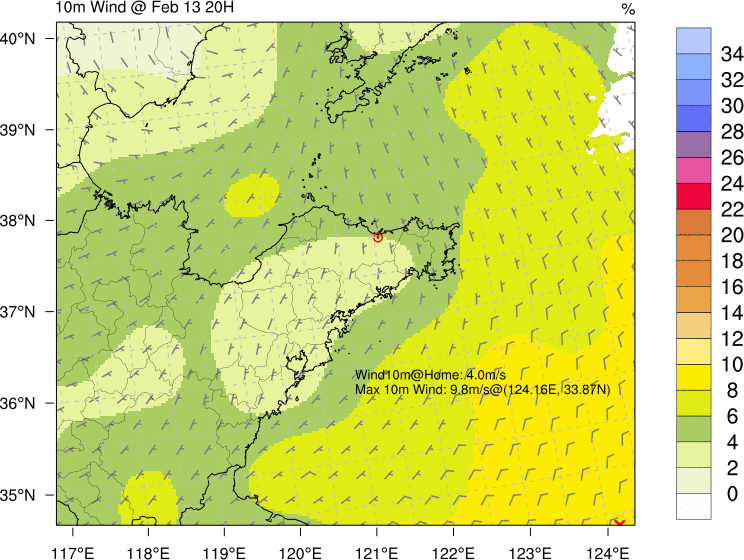 10m Wind @ Feb 13 20H
%
40°N
39°N
38°N
37°N
36°N
35°N
117°E
118°E
119°E
120°E
121°E
122°E
123°E
124°E
Wind10m@Home: 4.0m/s
Max 10m Wind: 9.8m/s@(124.16E, 33.87N)
34
32
30
28
26
24
22
20
18
16
14
12
10
8
6
4
2
0